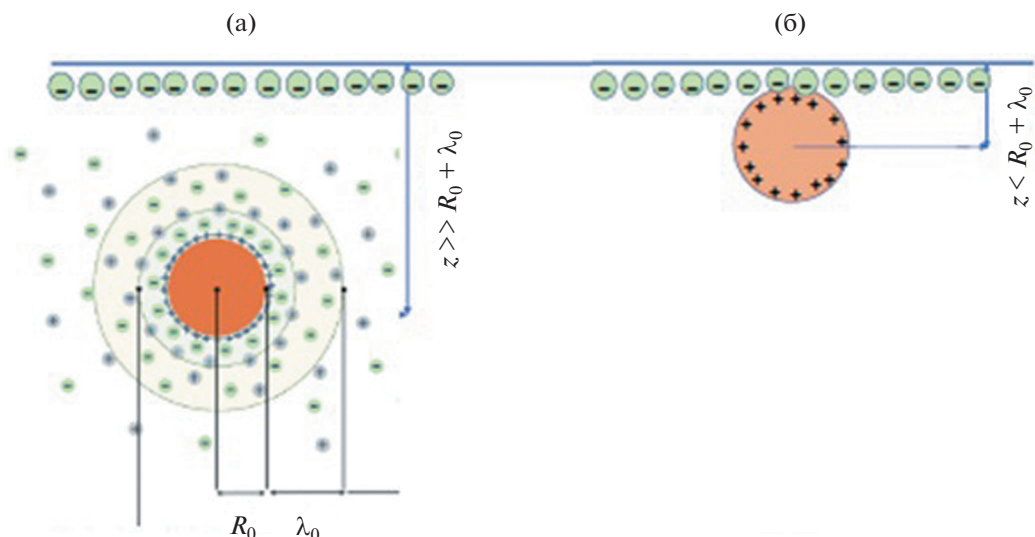 (а)
(б)
z >>> R₀ + λ₀
z < R₀ + λ₀
R₀
λ₀